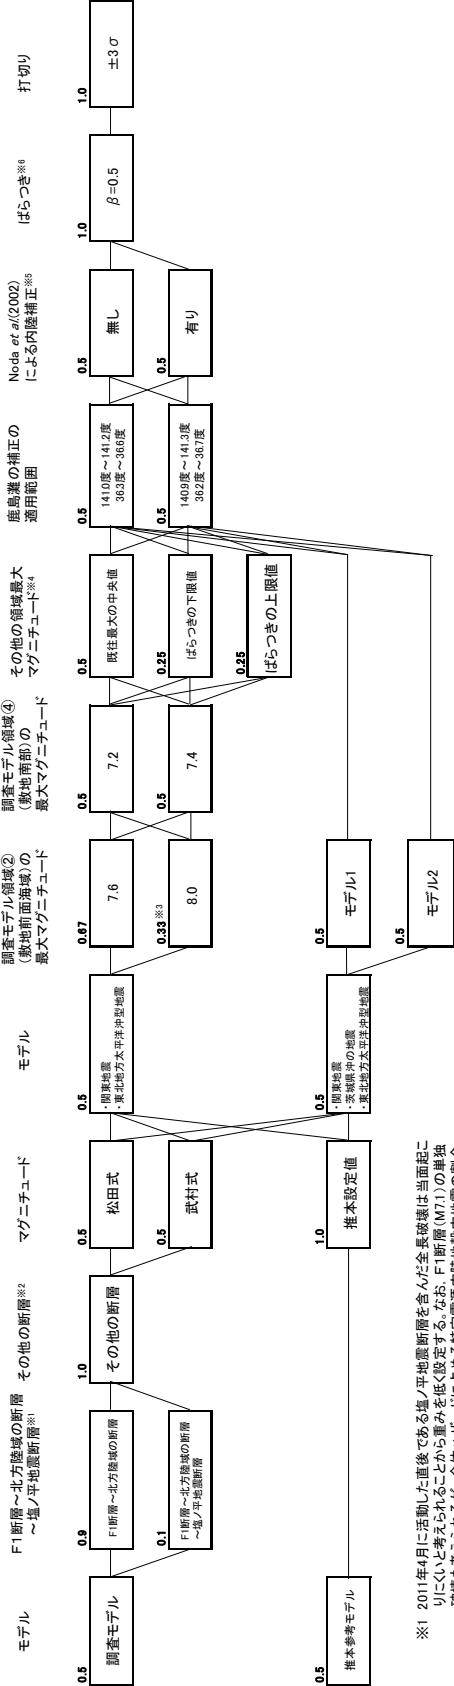 モデル
F1断層～北方陸域の断層
～塩ノ平地震断層※1
その他の断層※2
マグニチュード
モデル
調査モデル領域②
(敷地前面海域)の
最大マグニチュード
調査モデル領域④
(敷地南部)の
最大マグニチュード
その他の領域最大
マグニチュード※4
鹿島灘の補正の
適用範囲
Noda et al.(2002)
による内陸補正※5
ばらつき※6
打切り
0.5
調査モデル
0.9
F1断層～北方陸域の断層
0.1
F1断層～北方陸域の断層
～塩ノ平地震断層
1.0
その他の断層
0.5
松田式
0.5
武村式
0.5
・関東地震
・東北地方太平洋沖型地震
0.67
7.6
0.33※3
8.0
0.5
7.2
0.5
7.4
0.5
既往最大の中央値
0.25
ばらつきの下限値
0.25
ばらつきの上限値
0.5
141.0度～141.2度
36.3度～36.6度
0.5
140.9度～141.3度
36.2度～36.7度
0.5
無し
0.5
有り
1.0
β=0.5
1.0
±3σ
0.5
推本参考モデル
1.0
推本設定値
0.5
・関東地震
・茨城県沖の地震
・東北地方太平洋沖型地震
0.5
モデル1
0.5
モデル2
※1 2011年4月に活動した直後である塩ノ平地震断層を含んだ全長破壊は当面起こ
りにくいと考えられることから重みを低く設定する。なお、F1断層(M7.1)の単独